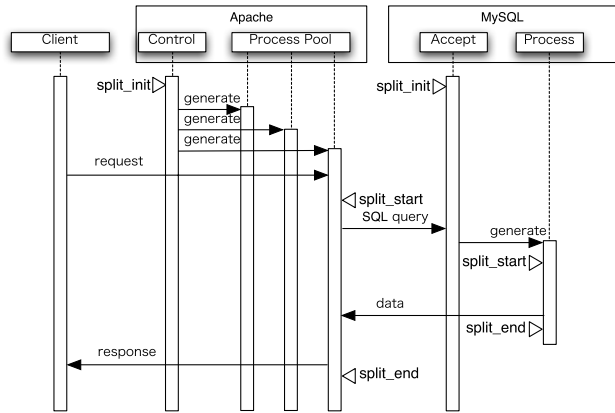 Apache
MySQL
Client
Control
Process Pool
Accept
Process
split_init
split_init
generate
generate
generate
request
split_start
SQL query
generate
split_start
data
split_end
response
split_end